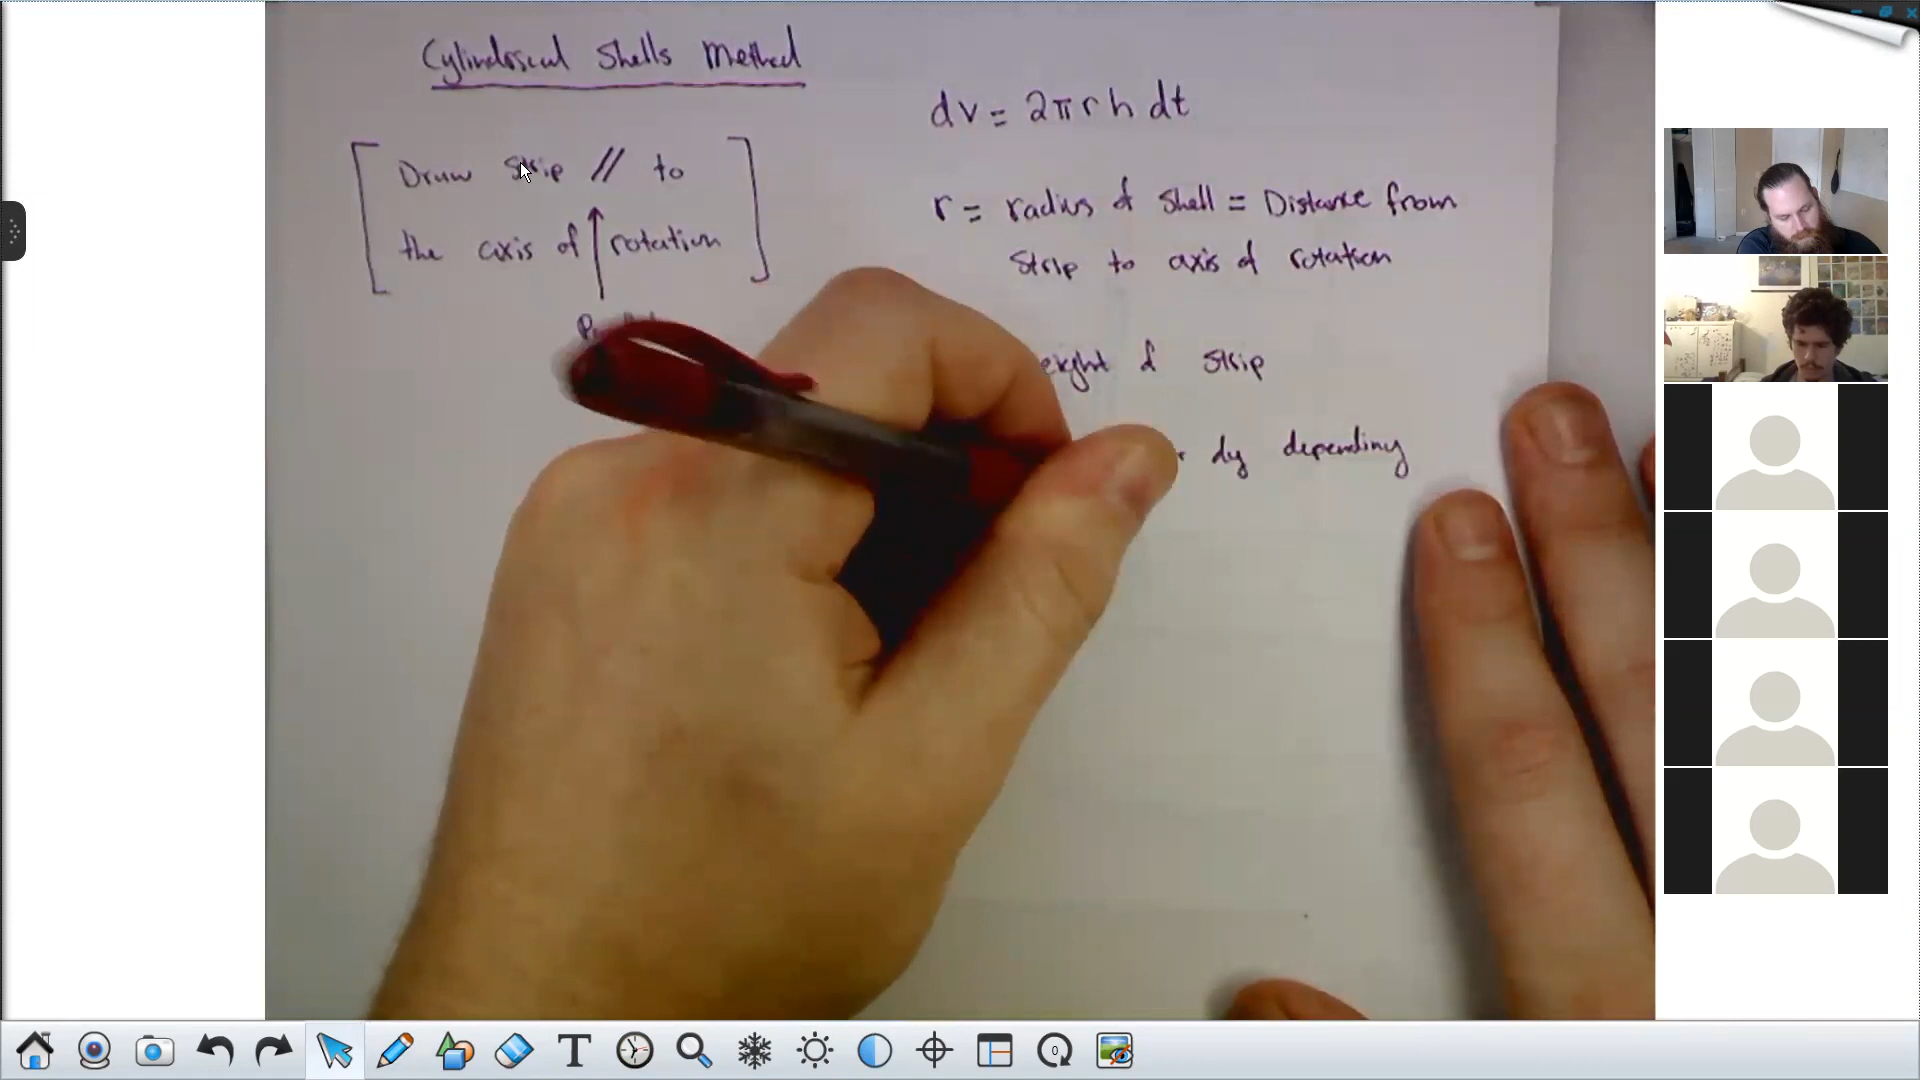 Cylindrical Shells Method
Draw strip // to
the axis of rotation
dv = 2πrh dt
r = radius of shell = Distance from
strip to axis of rotation
of strip
dy depending
T
0